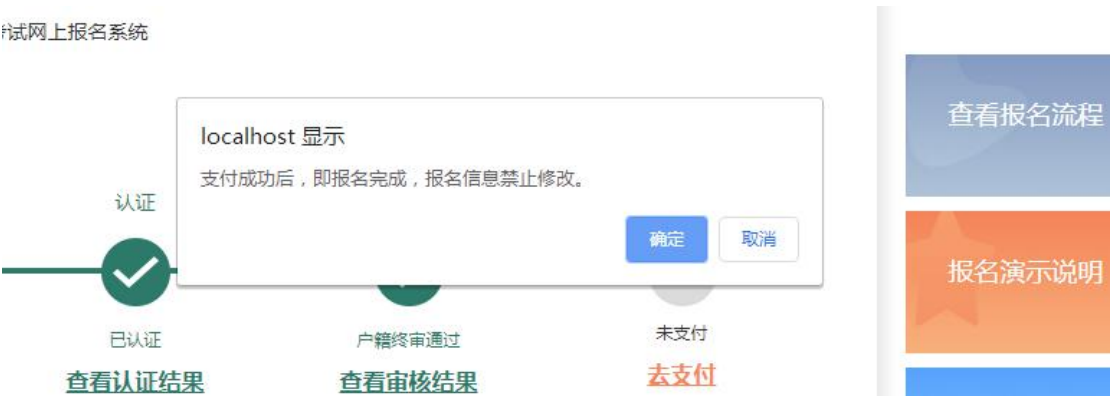 试网上报名系统
查看报名流程
localhost 显示
支付成功后，即报名完成，报名信息禁止修改。
认证
确定
取消
报名演示说明
已认证
户籍终审通过
未支付
查看认证结果
查看审核结果
去支付